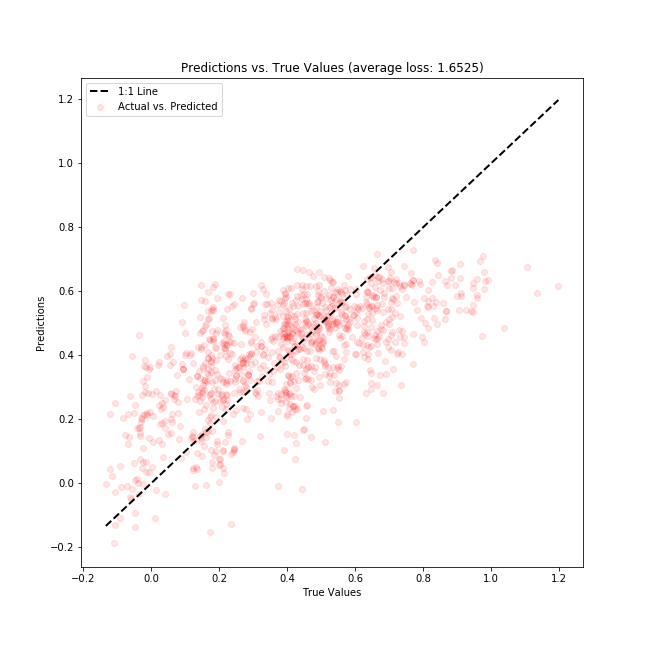 Predictions vs. True Values (average loss: 1.6525)
1:1 Line
Actual vs. Predicted
1.2
1.0
0.8
0.6
0.4
0.2
0.0
−0.2
Predictions
−0.2 0.0 0.2 0.4 0.6 0.8 1.0 1.2
True Values